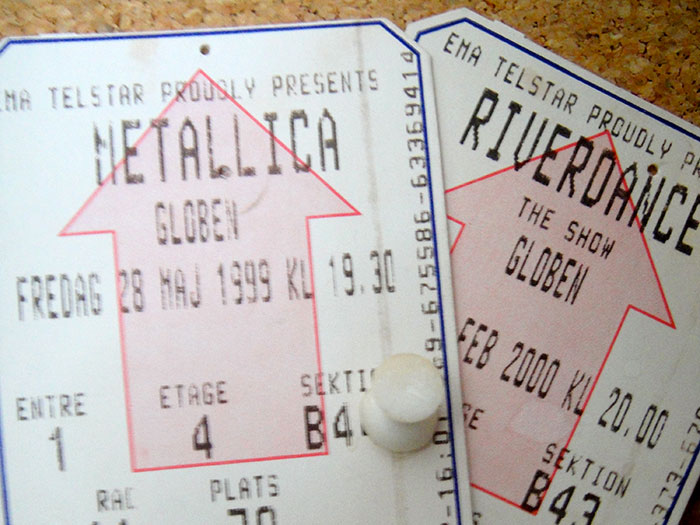 EMA TELSTAR PROUDLY PRESENTS
METALLICA
GLOBEN
FREDAG 28 MAJ 1999 KL 19.30
ENTRE ETAGE
1 4
PLATS
EMA TELSTAR PROUDLY
RIVERDANCE
THE SHOW
GLOBEN
FEB 2000 KL 20.00
SEKTION
B43